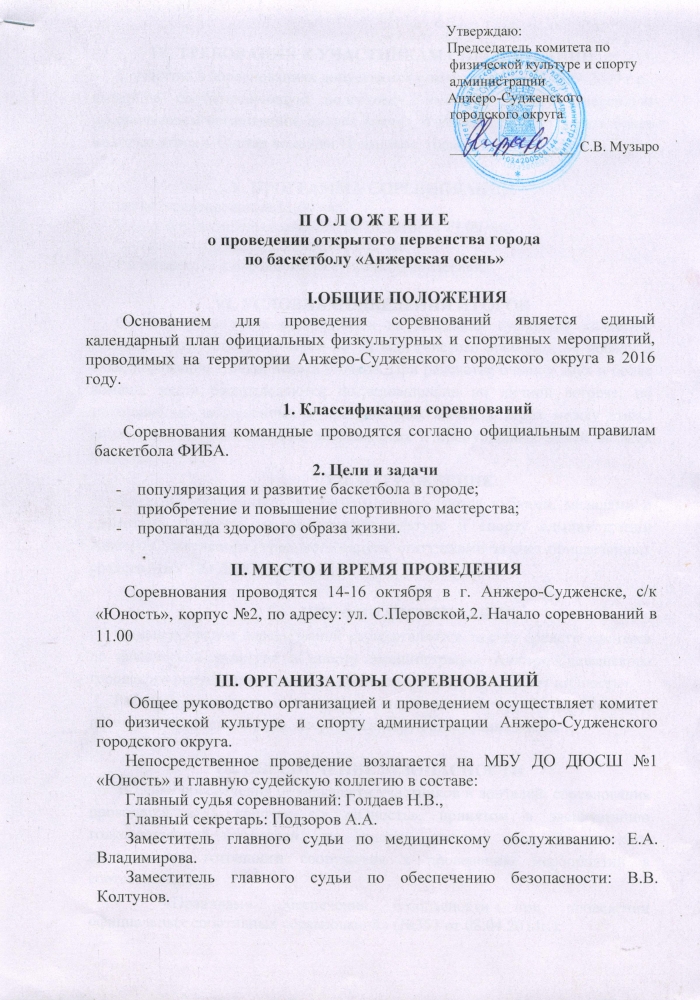 Утверждаю:
Председатель комитета по
физической культуре и спорту
администрации
Анжеро-Судженского
городского округа
С.В. Музыро
П О Л О Ж Е Н И Е
о проведении открытого первенства города
по баскетболу «Анжерская осень»
I.ОБЩИЕ ПОЛОЖЕНИЯ
Основанием для проведения соревнований является единый
календарный план официальных физкультурных и спортивных мероприятий,
проводимых на территории Анжеро-Судженского городского округа в 2016
году.
1. Классификация соревнований
Соревнования командные проводятся согласно официальным правилам
баскетбола ФИБА.
2. Цели и задачи
- популяризация и развитие баскетбола в городе;
- приобретение и повышение спортивного мастерства;
- пропаганда здорового образа жизни.
II. МЕСТО И ВРЕМЯ ПРОВЕДЕНИЯ
Соревнования проводятся 14-16 октября в г. Анжеро-Судженске, с/к
«Юность», корпус №2, по адресу: ул. С.Перовской,2. Начало соревнований в
11.00
III. ОРГАНИЗАТОРЫ СОРЕВНОВАНИЙ
Общее руководство организацией и проведением осуществляет комитет
по физической культуре и спорту администрации Анжеро-Судженского
городского округа.
Непосредственное проведение возлагается на МБУ ДО ДЮСШ №1
«Юность» и главную судейскую коллегию в составе:
Главный судья соревнований: Голдаев Н.В.,
Главный секретарь: Подзоров А.А.
Заместитель главного судьи по медицинскому обслуживанию: Е.А.
Владимирова.
Заместитель главного судьи по обеспечению безопасности: В.В.
Колтунов.